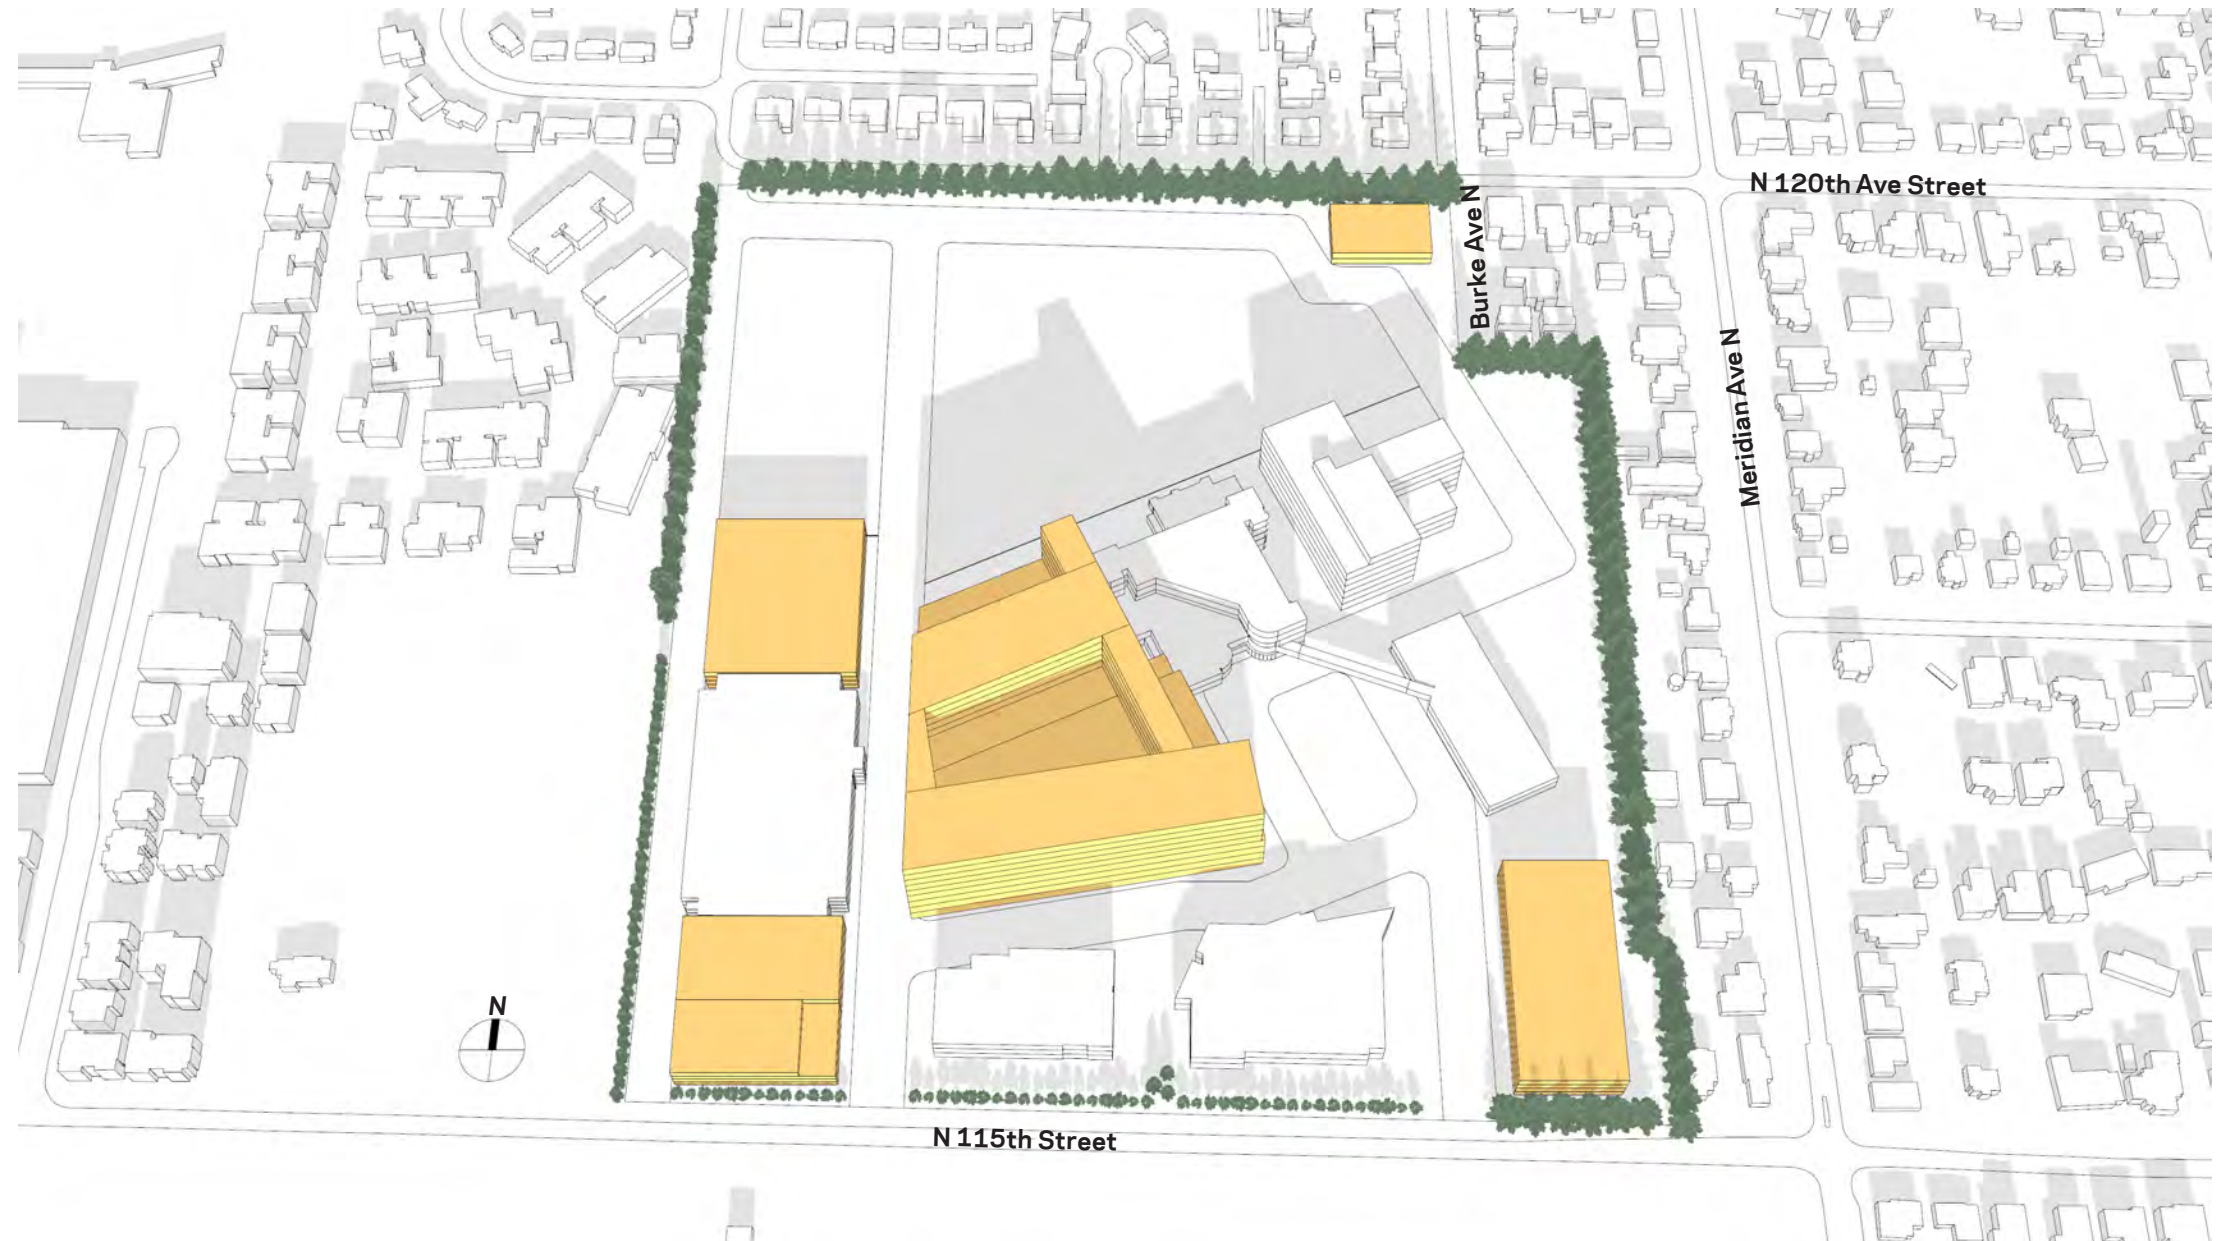 N 120th Ave Street
Burke Ave N
Meridian Ave N
N
N 115th Street